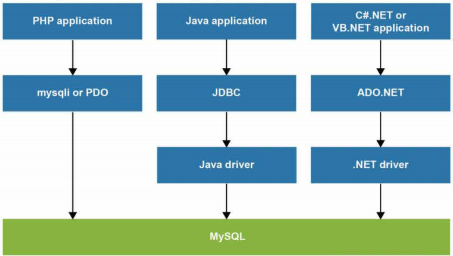 PHP application
Java application
C#.NET or
VB.NET application
mysqli or PDO
JDBC
ADO.NET
Java driver
.NET driver
MySQL